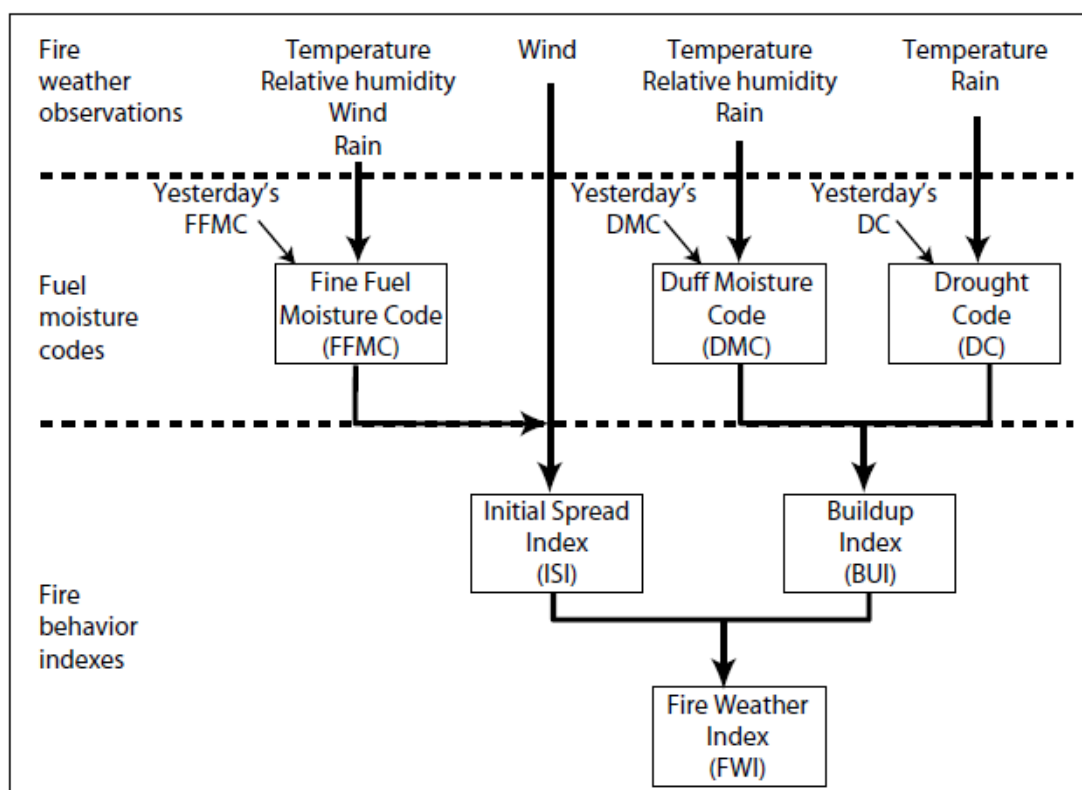 Fire
weather
observations
Temperature
Relative humidity
Wind
Rain
Wind
Temperature
Relative humidity
Rain
Temperature
Rain
Yesterday's
FFMC
Yesterday's
DMC
Yesterday's
DC
Fuel
moisture
codes
Fine Fuel
Moisture Code
(FFMC)
Duff Moisture
Code
(DMC)
Drought
Code
(DC)
Fire
behavior
indexes
Initial Spread
Index
(ISI)
Buildup
Index
(BUI)
Fire Weather
Index
(FWI)